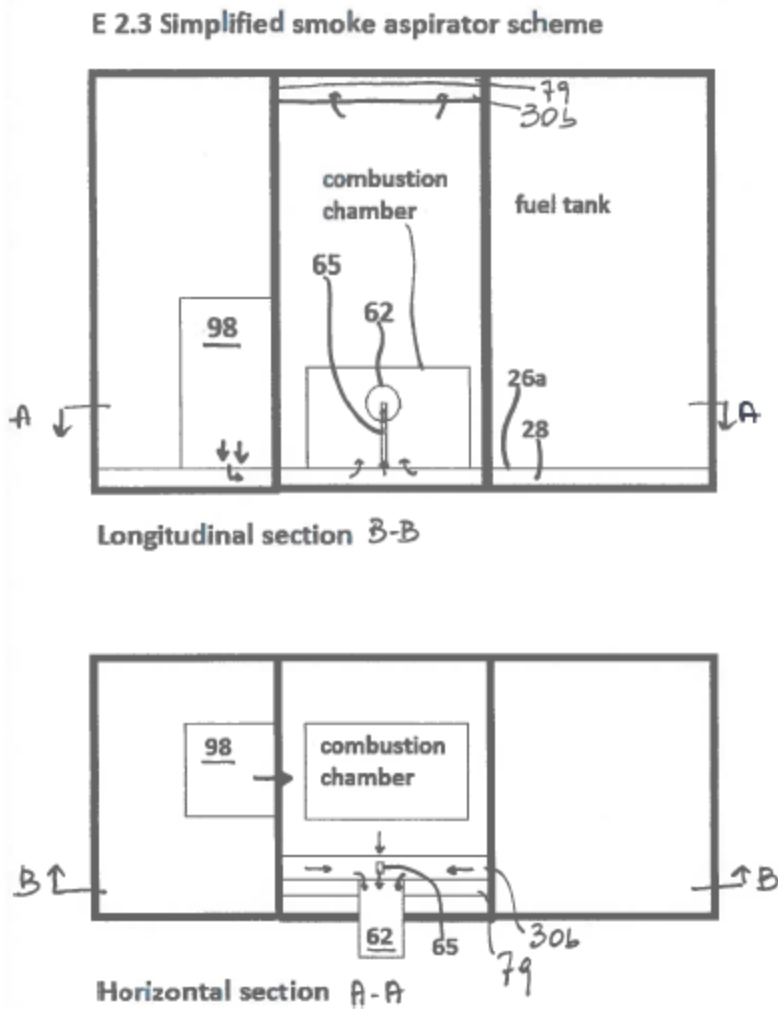 E 2.3 Simplified smoke aspirator scheme
79
30b
combustion
chamber
fuel tank
65
62
98
26a
28
A
A
Longitudinal section B-B
98
combustion
chamber
B
B
62
65
30b
79
Horizontal section A-A